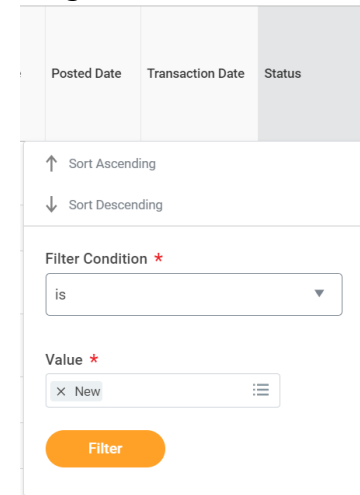 Posted Date Transaction Date Status
Sort Ascending
Sort Descending
Filter Condition *
is
Value *
× New
Filter